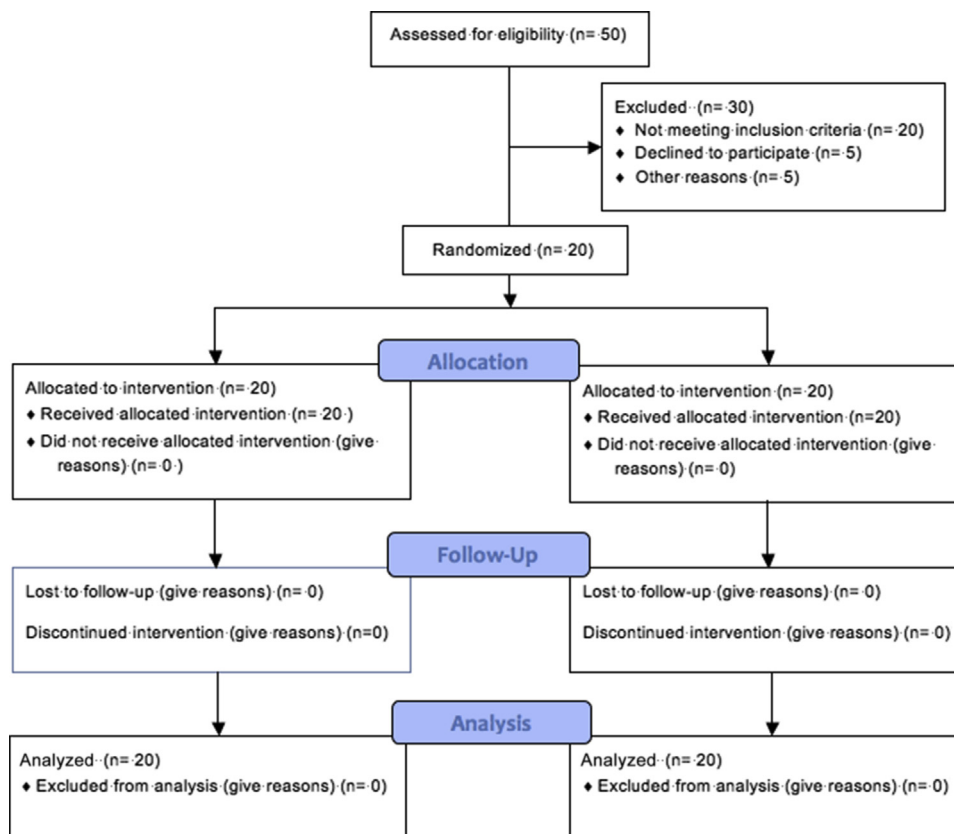 Assessed for eligibility (n= 50)
Excluded (n= 30)
♦ Not meeting inclusion criteria (n= 20)
♦ Declined to participate (n= 5)
♦ Other reasons (n= 5)
Randomized (n= 20)
Allocation
Allocated to intervention (n= 20)
♦ Received allocated intervention (n= 20 )
♦ Did not receive allocated intervention (give
reasons) (n= 0 )
Allocated to intervention (n= 20)
♦ Received allocated intervention (n=20)
♦ Did not receive allocated intervention (give
reasons) (n= 0)
Follow-Up
Lost to follow-up (give reasons) (n= 0)
Discontinued intervention (give reasons) (n=0)
Lost to follow-up (give reasons) (n= 0)
Discontinued intervention (give reasons) (n= 0)
Analysis
Analyzed (n= 20)
♦ Excluded from analysis (give reasons) (n= 0)
Analyzed (n= 20)
♦ Excluded from analysis (give reasons) (n= 0)